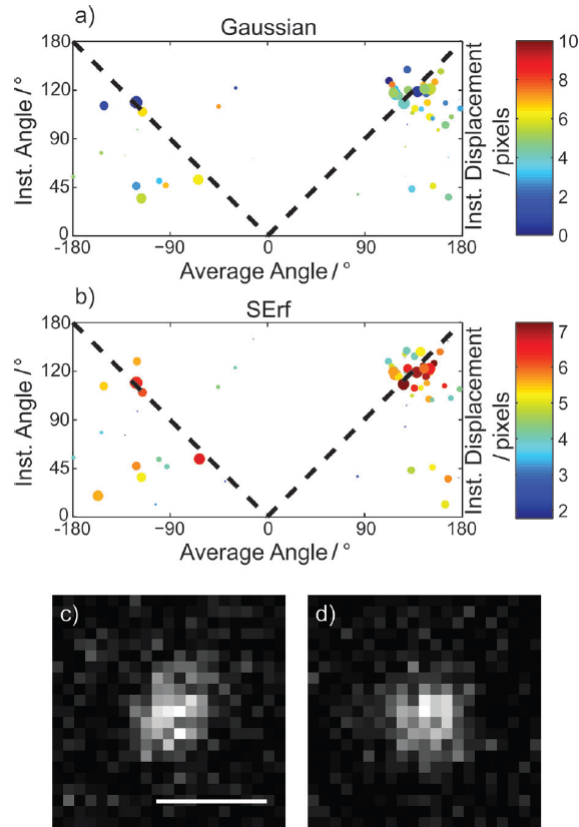 a)
Gaussian
Inst. Angle / °
180
120
90
45
0
-180
-90
0
90
180
Average Angle / °
Inst. Displacement
/ pixels
10
8
6
4
2
0
b)
SErf
Inst. Angle / °
180
120
90
45
0
-180
-90
0
90
180
Average Angle / °
Inst. Displacement
/ pixels
7
6
5
4
3
2
c)
d)